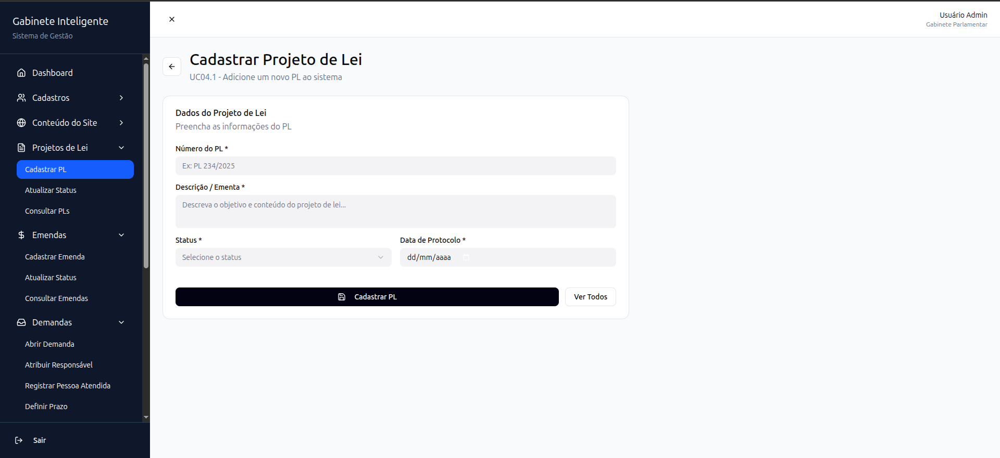 Gabinete Inteligente
Sistema de Gestão
Dashboard
Cadastros
Conteúdo do Site
Projetos de Lei
Cadastrar PL
Atualizar Status
Consultar PLs
Emendas
Cadastrar Emenda
Atualizar Status
Consultar Emendas
Demandas
Abrir Demanda
Atribuir Responsável
Registrar Pessoa Atendida
Definir Prazo
Sair
Usuário Admin
Gabinete Parlamentar
Cadastrar Projeto de Lei
UC04.1 - Adicione um novo PL ao sistema
Dados do Projeto de Lei
Preencha as informações do PL
Número do PL *
Ex: PL 234/2025
Descrição / Ementa *
Descreva o objetivo e conteúdo do projeto de lei...
Status *
Selecione o status
Data de Protocolo *
dd/mm/aaaa
Cadastrar PL
Ver Todos